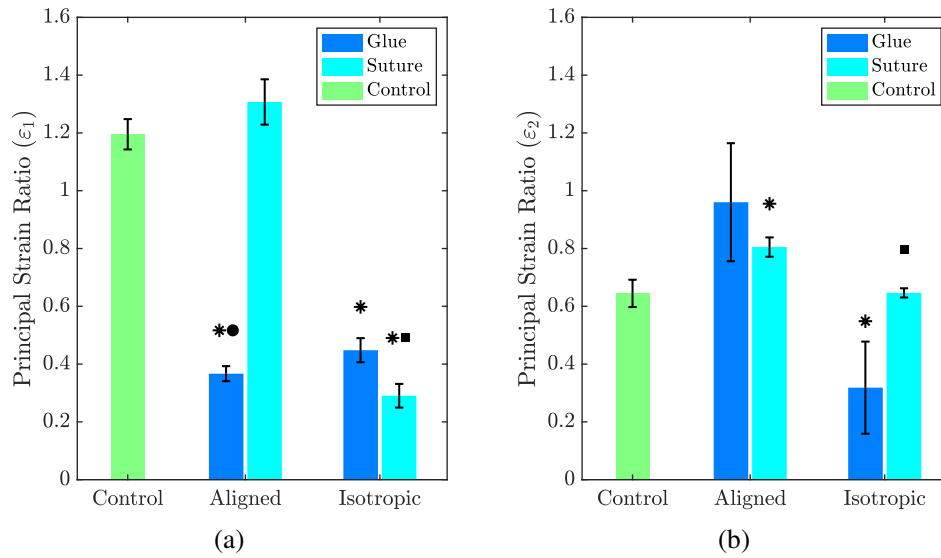 Principal Strain Ratio (ε₁)
1.6
1.4
1.2
1
0.8
0.6
0.4
0.2
0
Glue
Suture
Control
Control Aligned Isotropic
(a)
Principal Strain Ratio (ε₂)
1.6
1.4
1.2
1
0.8
0.6
0.4
0.2
0
Glue
Suture
Control
Control Aligned Isotropic
(b)